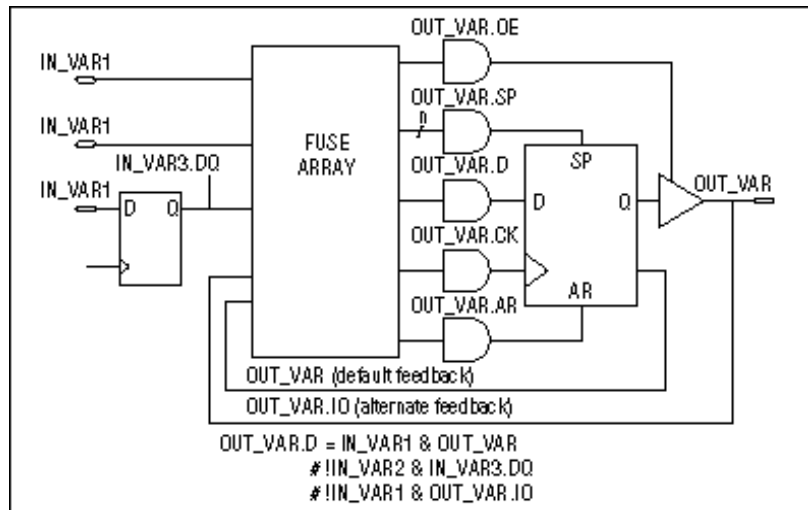 OUT_VAR.OE
IN_VAR1
OUT_VAR.SP
n
IN_VAR1
FUSE
ARRAY
IN_VAR3.DQ
SP
IN_VAR1
OUT_VAR.D
OUT_VAR
D Q
D Q
OUT_VAR.CK
AR
OUT_VAR.AR
OUT_VAR (default feedback)
OUT_VAR.IO (alternate feedback)
OUT_VAR.D = IN_VAR1 & OUT_VAR
# !IN_VAR2 & IN_VAR3.DQ
# !IN_VAR1 & OUT_VAR.IO